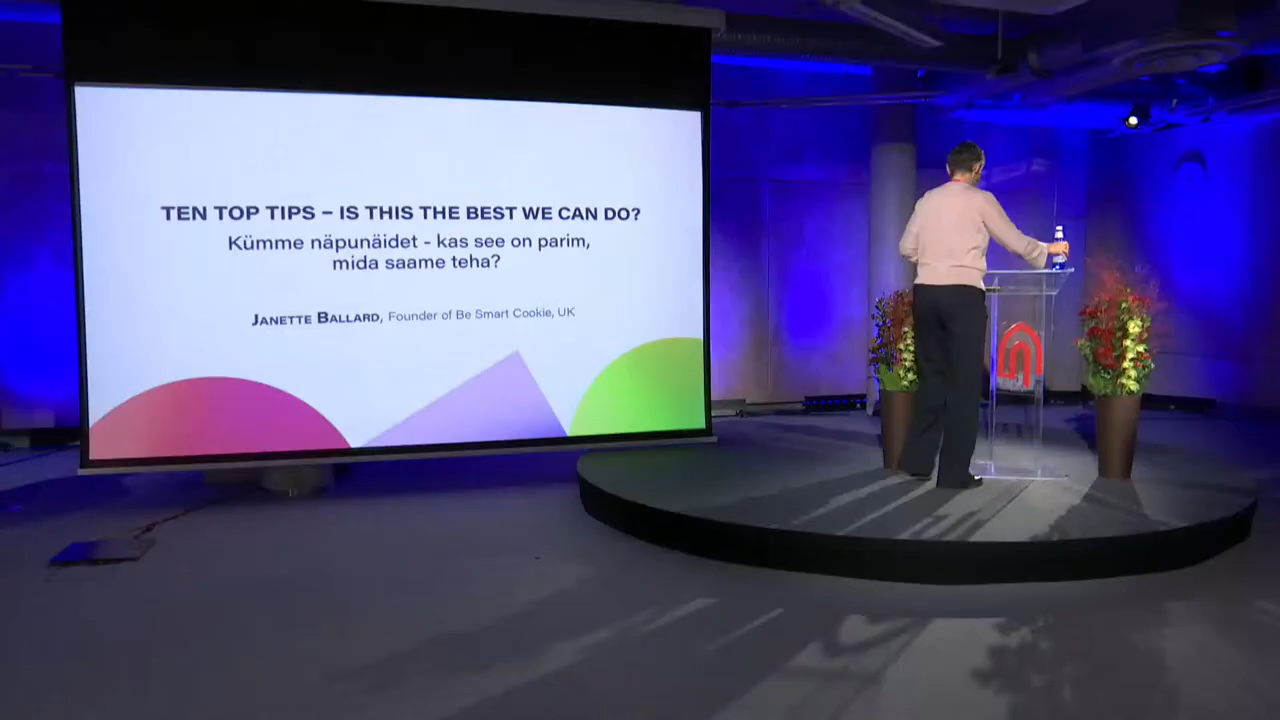 TEN TOP TIPS – IS THIS THE BEST WE CAN DO?
Kümme näpunäidet - kas see on parim,
mida saame teha?
JANETTE BALLARD, Founder of Be Smart Cookie, UK